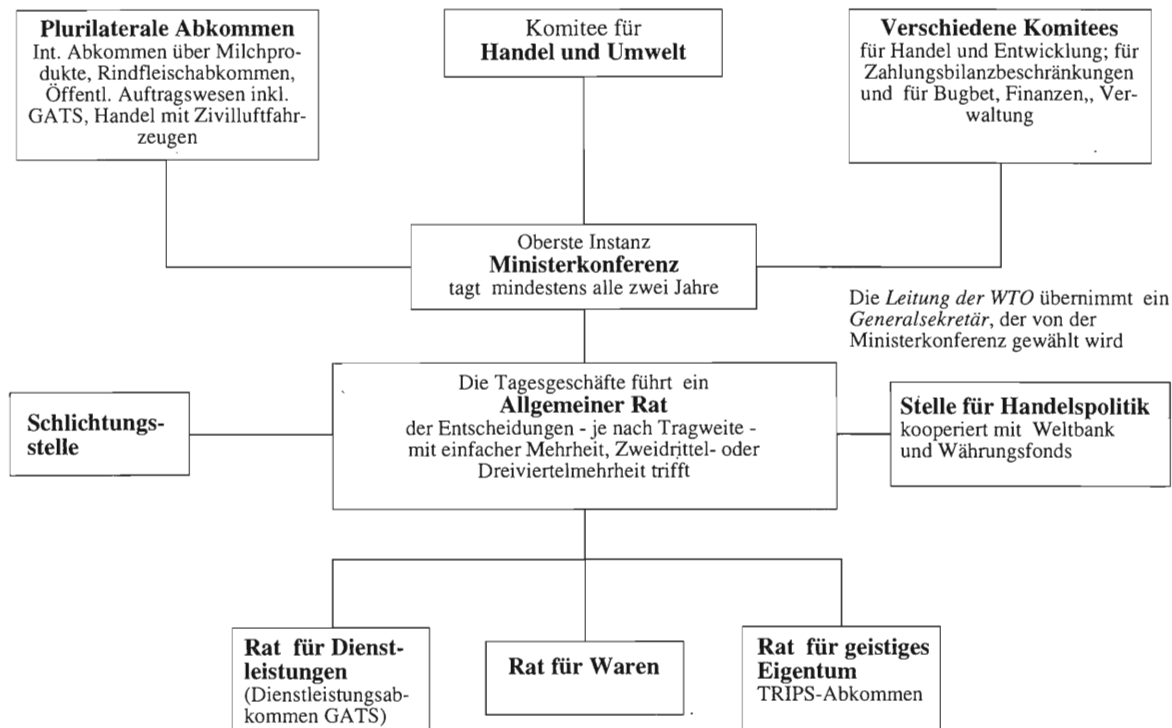 Plurilaterale Abkommen
Int. Abkommen über Milchpro-
dukte, Rindfleischabkommen,
Öffentl. Auftragswesen inkl.
GATS, Handel mit Zivilluftfahr-
zeugen
Komitee für
Handel und Umwelt
Verschiedene Komitees
für Handel und Entwicklung; für
Zahlungsbilanzbeschränkungen
und für Bugbet, Finanzen,, Ver-
waltung
Oberste Instanz
Ministerkonferenz
tagt mindestens alle zwei Jahre
Die Leitung der WTO übernimmt ein
Generalsekretär, der von der
Ministerkonferenz gewählt wird
Schlichtungs-
stelle
Die Tagesgeschäfte führt ein
Allgemeiner Rat
der Entscheidungen - je nach Tragweite -
mit einfacher Mehrheit, Zweidrittel- oder
Dreiviertelmehrheit trifft
Stelle für Handelspolitik
kooperiert mit Weltbank
und Währungsfonds
Rat für Dienst-
leistungen
(Dienstleistungsab-
kommen GATS)
Rat für Waren
Rat für geistiges
Eigentum
TRIPS-Abkommen